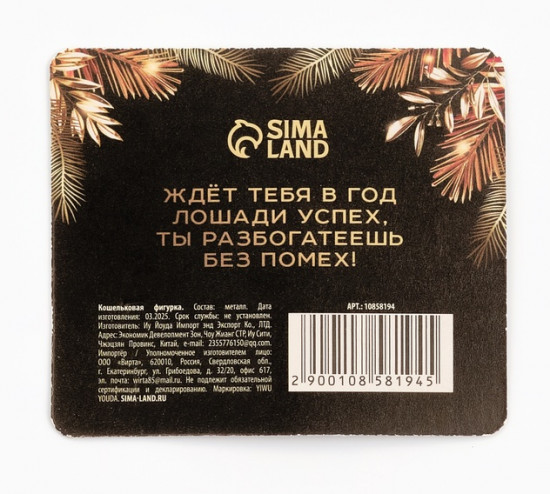 SIMA
LAND
ЖДЁТ ТЕБЯ В ГОД
ЛОШАДИ УСПЕХ,
ТЫ РАЗБОГАТЕЕШЬ
БЕЗ ПОМЕХ!
Кошельковая фигурка. Состав: металл. Дата
изготовления: 03.2025. Срок службы: не установлен.
Изготовитель: Иу Йоуда Импорт энд Экспорт Ко., ЛТД.
Адрес: Экономик Девелопмент Зон, Чоу Жианг СТР, Иу Сити,
Чжэцзян Провинс, Китай, e-mail: 2355776150@qq.com.
Импортёр / Уполномоченное изготовителем лицо:
ООО «Вирта», 620010, Россия, Свердловская обл.,
г. Екатеринбург, ул. Грибоедова, д. 32/20, офис 617,
эл. почта: wirta85@mail.ru. Не подлежит обязательной
сертификации и декларированию. Маркировка: YIWU
YOUDA. SIMA-LAND.RU
АРТ.: 10858194
2 900108 581945